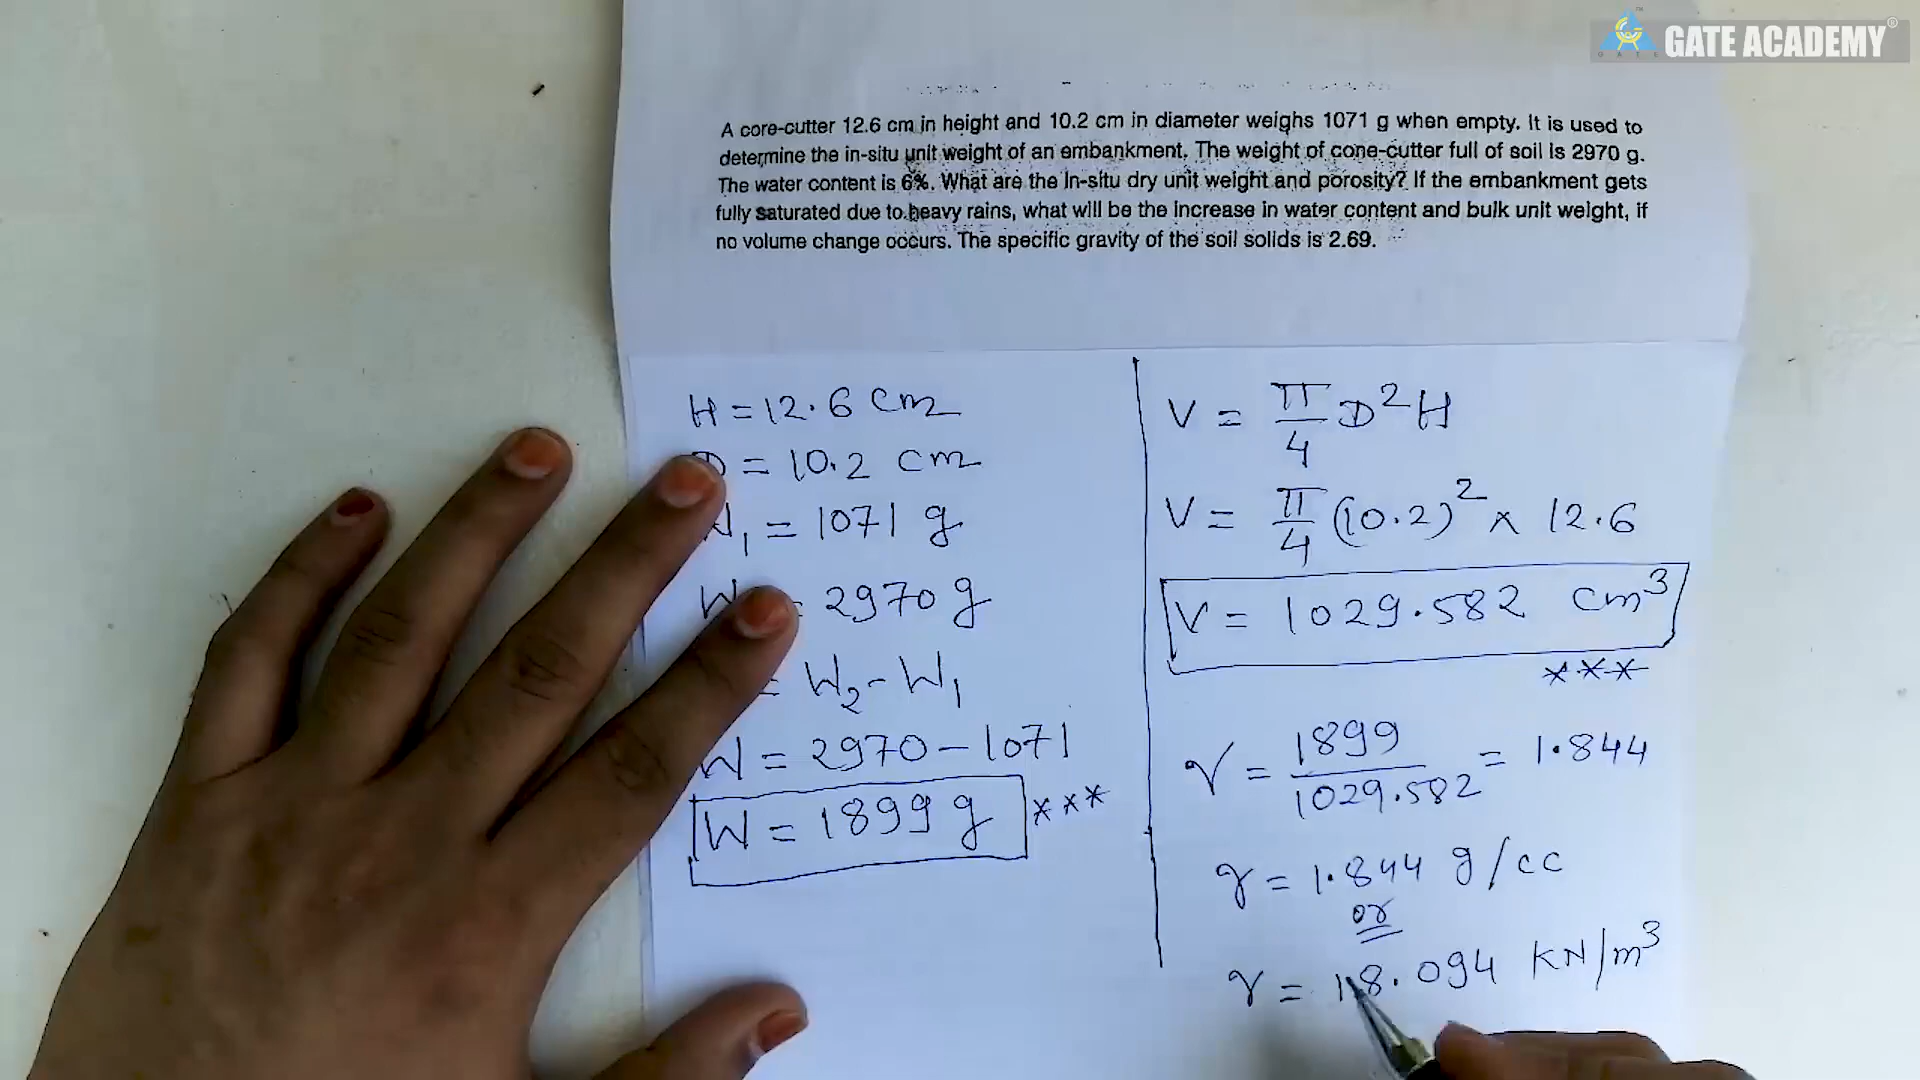 GATE ACADEMY
A core-cutter 12.6 cm in height and 10.2 cm in diameter weighs 1071 g when empty. It is used to
determine the in-situ unit weight of an embankment. The weight of cone-cutter full of soil is 2970 g.
The water content is 6%. What are the in-situ dry unit weight and porosity? If the embankment gets
fully saturated due to heavy rains, what will be the increase in water content and bulk unit weight, if
no volume change occurs. The specific gravity of the soil solids is 2.69.
H = 12.6 cm
D = 10.2 cm
W₁ = 1071 g
W = 2970 g
= W₂ - W₁
W = 2970 - 1071
W = 1899 g ***
V = π/4 D²H
V = π/4 (10.2)² × 12.6
V = 1029.582 cm³
***
γ = 1899/1029.582 = 1.844
γ = 1.844 g/cc
or
γ = 18.094 KN/m³